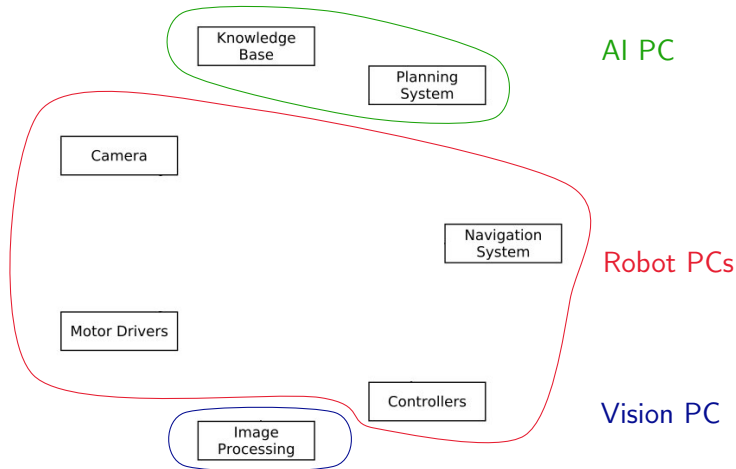 Knowledge
Base
AI PC
Planning
System
Camera
Navigation
System
Robot PCs
Motor Drivers
Controllers
Vision PC
Image
Processing